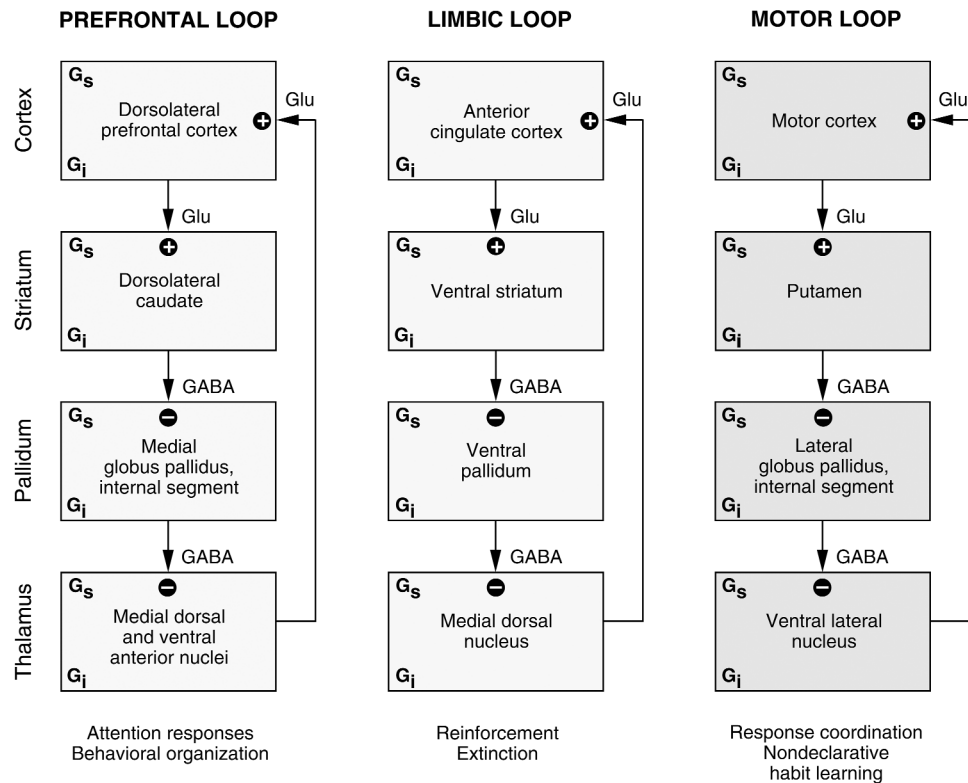 PREFRONTAL LOOP
LIMBIC LOOP
MOTOR LOOP
Cortex
Gs
Dorsolateral
prefrontal cortex
Gi
Glu
Gs
Anterior
cingulate cortex
Gi
Glu
Gs
Motor cortex
Gi
Glu
Glu
Glu
Glu
Striatum
Gs
Dorsolateral
caudate
Gi
Gs
Ventral striatum
Gi
Gs
Putamen
Gi
GABA
GABA
GABA
Pallidum
Gs
Medial
globus pallidus,
internal segment
Gi
Gs
Ventral
pallidum
Gi
Gs
Lateral
globus pallidus,
internal segment
Gi
GABA
GABA
GABA
Thalamus
Gs
Medial dorsal
and ventral
anterior nuclei
Gi
Gs
Medial dorsal
nucleus
Gi
Gs
Ventral lateral
nucleus
Gi
Attention responses
Behavioral organization
Reinforcement
Extinction
Response coordination
Nondeclarative
habit learning